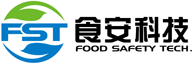 FST 食安科技
FOOD SAFETY TECH.